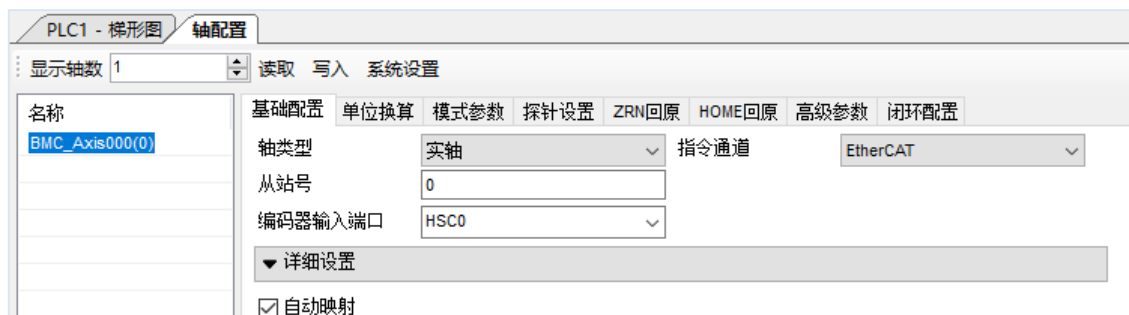 PLC1 - 梯形图 轴配置
显示轴数 1 读取 写入 系统设置
名称 基础配置 单位换算 模式参数 探针设置 ZRN回原 HOME回原 高级参数 闭环配置
BMC_Axis000(0) 轴类型 实轴 指令通道 EtherCAT
从站号 0
编码器输入端口 HSC0
详细设置
自动映射